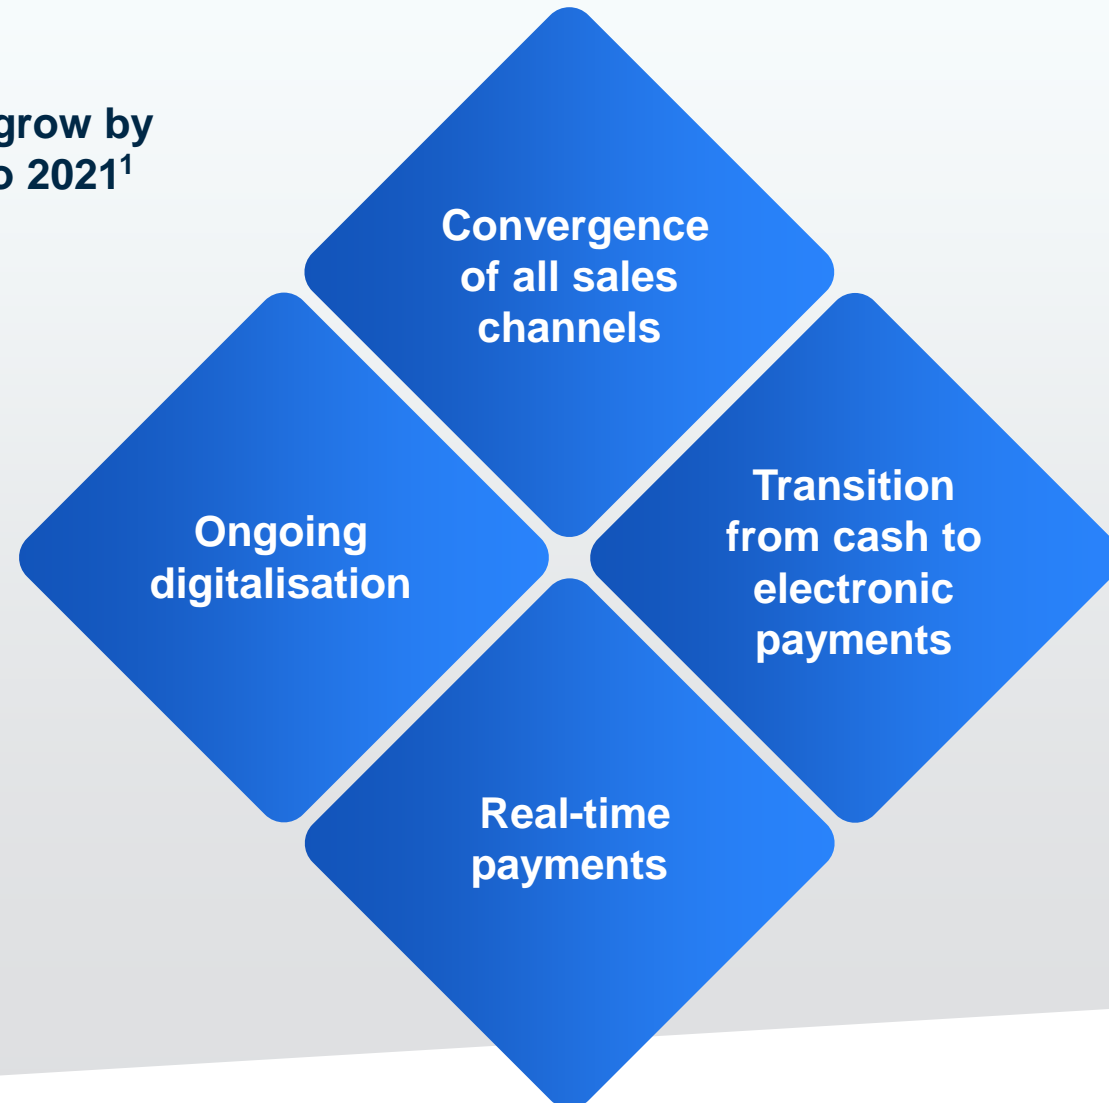 grow by
2021¹
Convergence
of all sales
channels
Ongoing
digitalisation
Transition
from cash to
electronic
payments
Real-time
payments